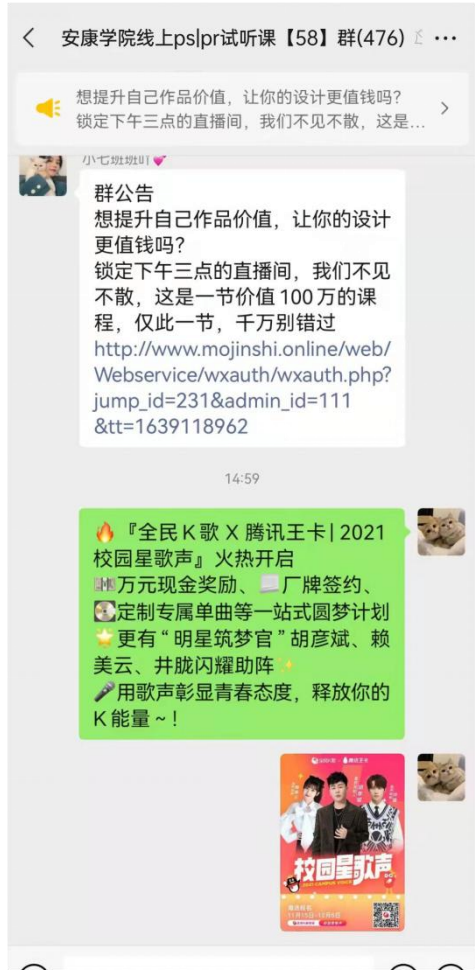 安康学院线上ps|pr试听课【58】群(476)
想提升自己作品价值，让你的设计更值钱吗？
锁定下午三点的直播间，我们不见不散，这是...
小七班班吖
群公告
想提升自己作品价值，让你的设计
更值钱吗？
锁定下午三点的直播间，我们不见
不散，这是一节价值100万的课
程，仅此一节，千万别错过
http://www.mojinshi.online/web/
Webservice/wxauth/wxauth.php?
jump_id=231&admin_id=111
&tt=1639118962
14:59
🔥『全民K歌 X 腾讯王卡| 2021
校园星歌声』火热开启
💵万元现金奖励、厂牌签约、
定制专属单曲等一站式圆梦计划
🌟更有“明星筑梦官”胡彦斌、赖
美云、井胧闪耀助阵✨
🎤用歌声彰显青春态度，释放你的
K能量~！
校园星歌声